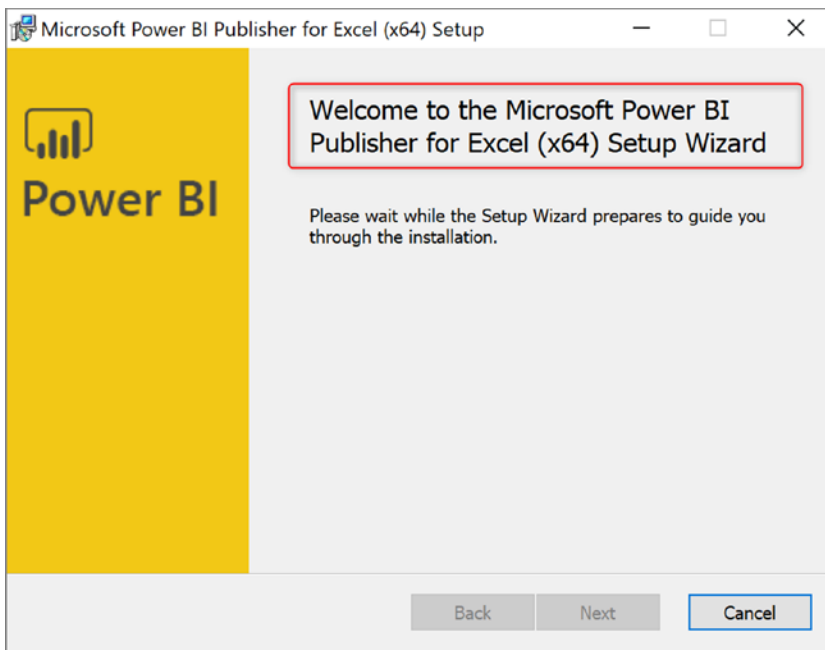 Microsoft Power BI Publisher for Excel (x64) Setup
Power BI
Welcome to the Microsoft Power BI
Publisher for Excel (x64) Setup Wizard
Please wait while the Setup Wizard prepares to guide you
through the installation.
Back Next Cancel